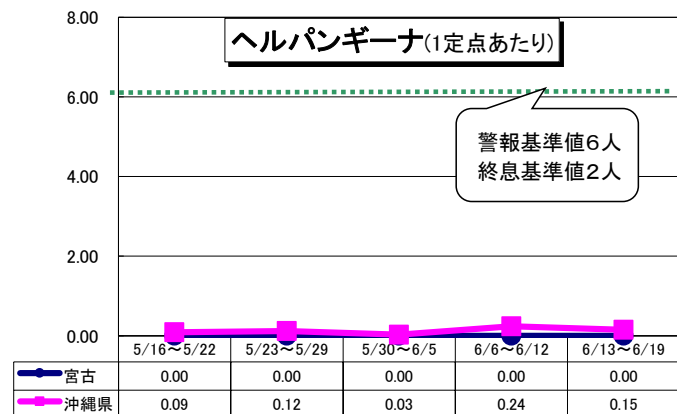 ヘルパンギーナ(1定点あたり)
8.00
6.00
4.00
2.00
0.00
警報基準値6人
終息基準値2人
5/16～5/22 5/23～5/29 5/30～6/5 6/6～6/12 6/13～6/19
宮古 0.00 0.00 0.00 0.00 0.00
沖縄県 0.09 0.12 0.03 0.24 0.15